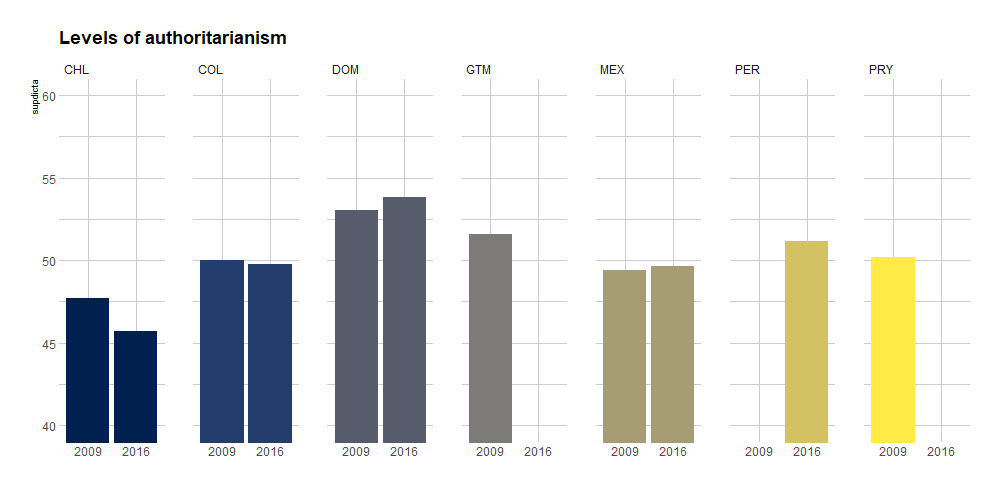 Levels of authoritarianism
CHL COL DOM GTM MEX PER PRY
supdicta
60
55
50
45
40
2009 2016 2009 2016 2009 2016 2009 2016 2009 2016 2009 2016 2009 2016